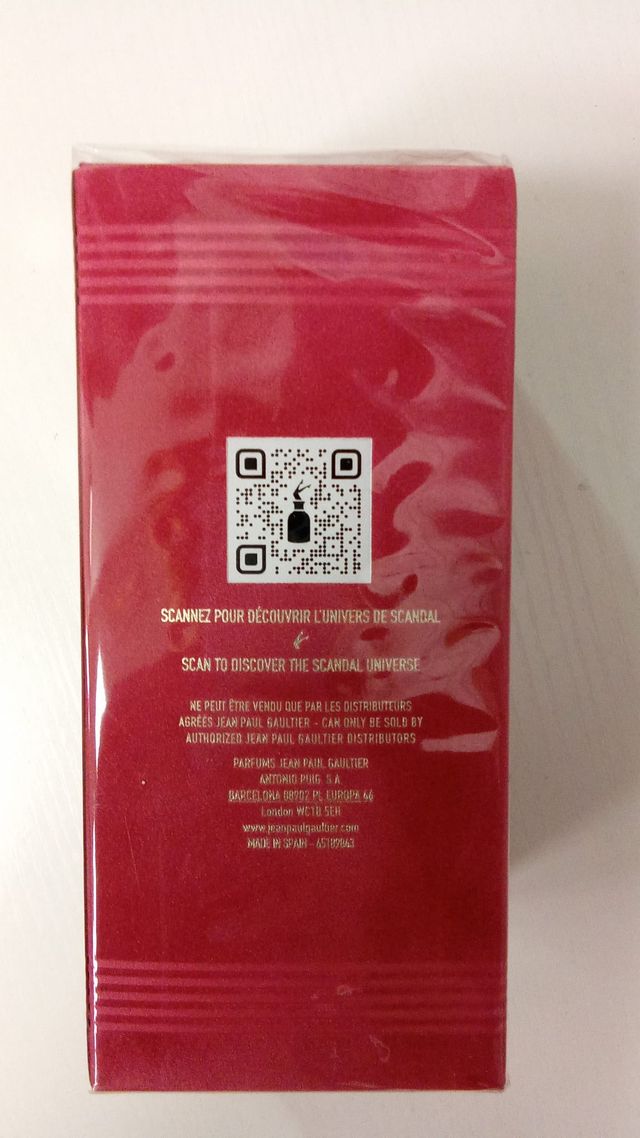 SCANNEZ POUR DÉCOUVRIR L'UNIVERS DE SCANDAL
SCAN TO DISCOVER THE SCANDAL UNIVERSE
NE PEUT ÊTRE VENDU QUE PAR LES DISTRIBUTEURS
AGRÉÉS JEAN PAUL GAULTIER - CAN ONLY BE SOLD BY
AUTHORIZED JEAN PAUL GAULTIER DISTRIBUTORS
PARFUMS JEAN PAUL GAULTIER
ANTONIO PUIG, S.A.
BARCELONA 08902 PL EUROPA 46
London WC1B 5EH
www.jeanpaulgaultier.com
MADE IN SPAIN - 65189863